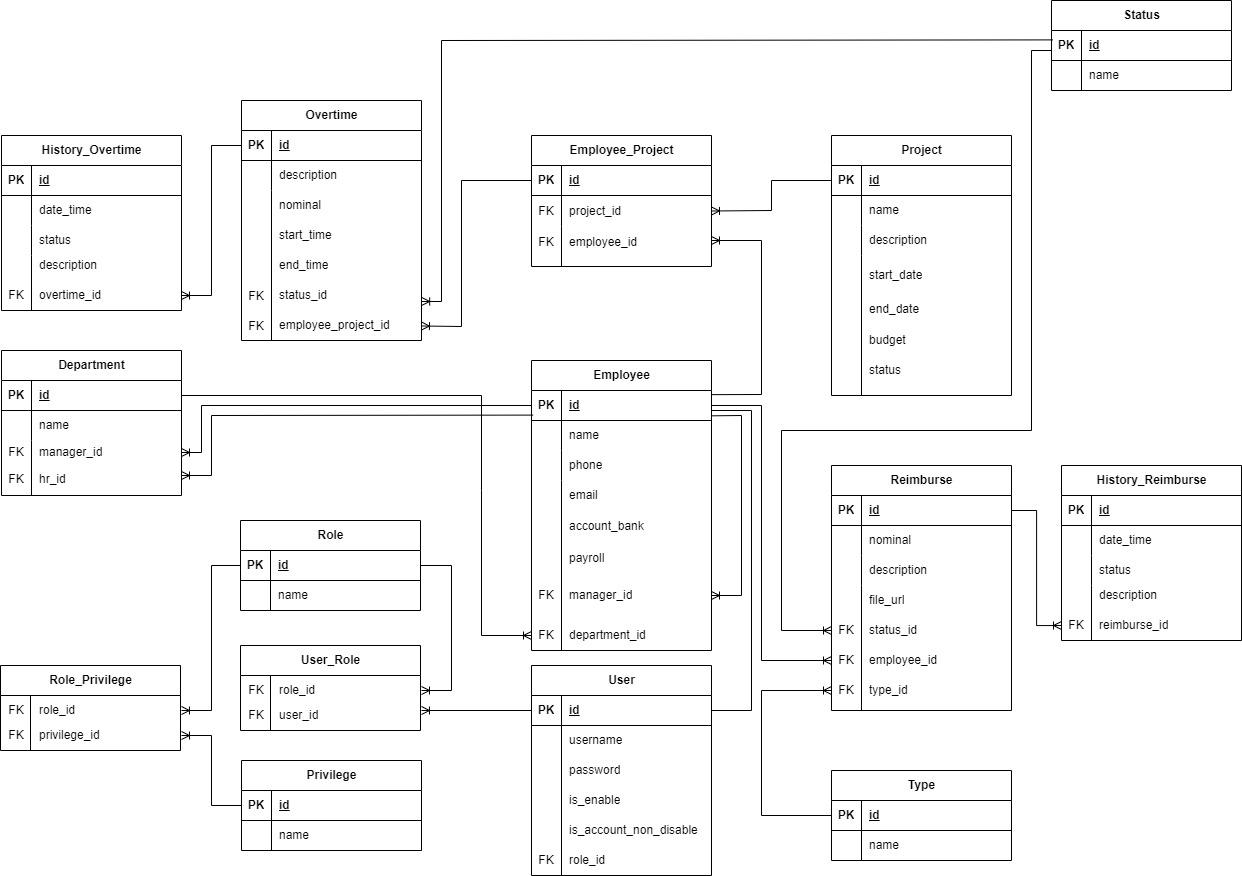 Status
PK id
name
Overtime
PK id
description
nominal
start_time
end_time
FK status_id
FK employee_project_id
History_Overtime
PK id
date_time
status
description
FK overtime_id
Employee_Project
PK id
FK project_id
FK employee_id
Project
PK id
name
description
start_date
end_date
budget
status
Department
PK id
name
FK manager_id
FK hr_id
Employee
PK id
name
phone
email
account_bank
payroll
FK manager_id
FK department_id
Reimburse
PK id
nominal
description
file_url
FK status_id
FK employee_id
FK type_id
History_Reimburse
PK id
date_time
status
description
FK reimburse_id
Role
PK id
name
User_Role
FK role_id
FK user_id
Role_Privilege
FK role_id
FK privilege_id
Privilege
PK id
name
User
PK id
username
password
is_enable
is_account_non_disable
FK role_id
Type
PK id
name